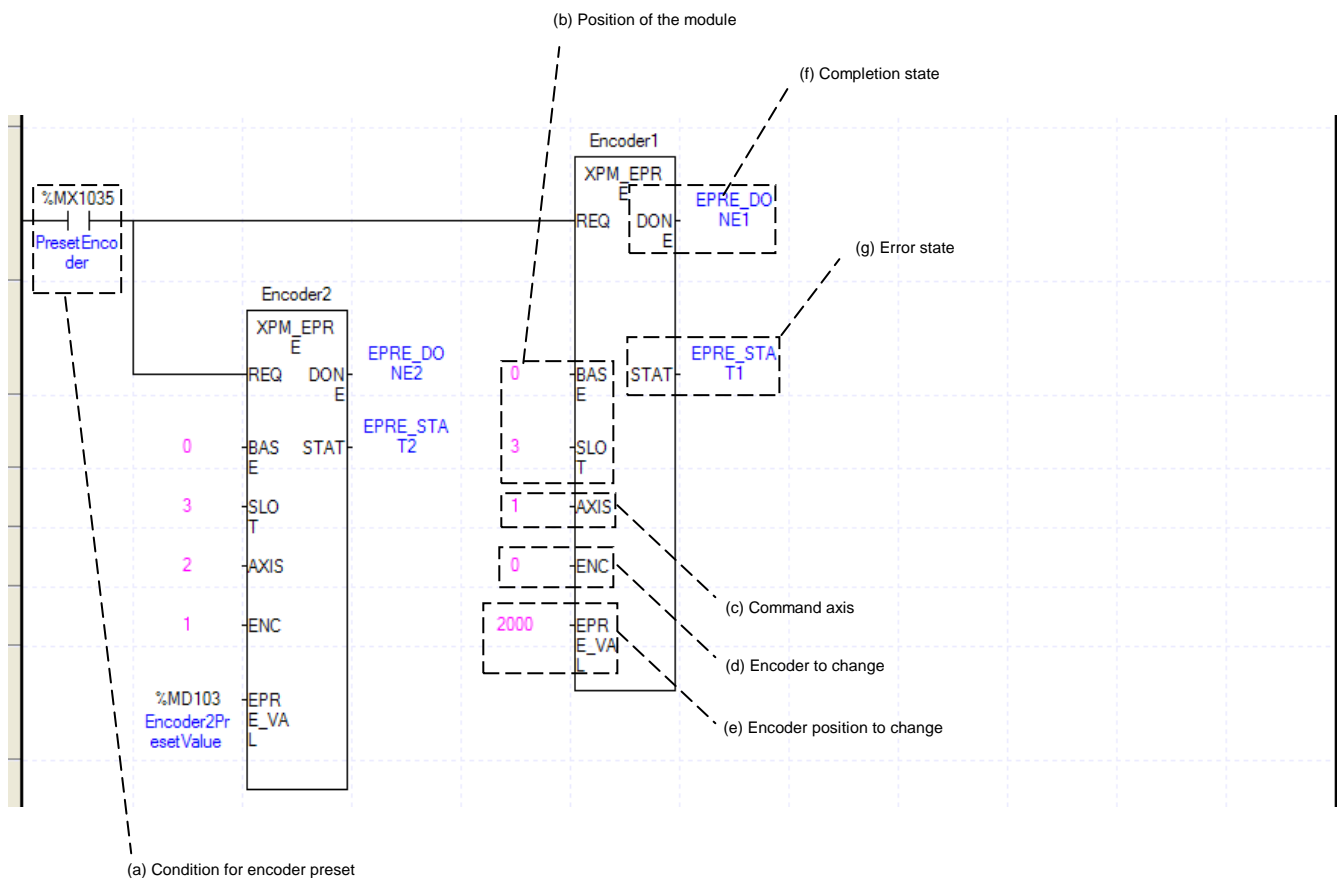 (b) Position of the module
(f) Completion state
Encoder1
XPM_EPR
E
%MX1035
PresetEnco
der
REQ
DON
E
EPRE_DO
NE1
(g) Error state
Encoder2
XPM_EPR
E
REQ
DON
E
EPRE_DO
NE2
0
BAS
E
STAT
EPRE_STA
T1
0
BAS
E
STAT
EPRE_STA
T2
3
SLO
T
3
SLO
T
1
AXIS
2
AXIS
0
ENC
(c) Command axis
1
ENC
2000
EPR
E_VA
L
(d) Encoder to change
%MD103
Encoder2Pr
esetValue
EPR
E_VA
L
(e) Encoder position to change
(a) Condition for encoder preset